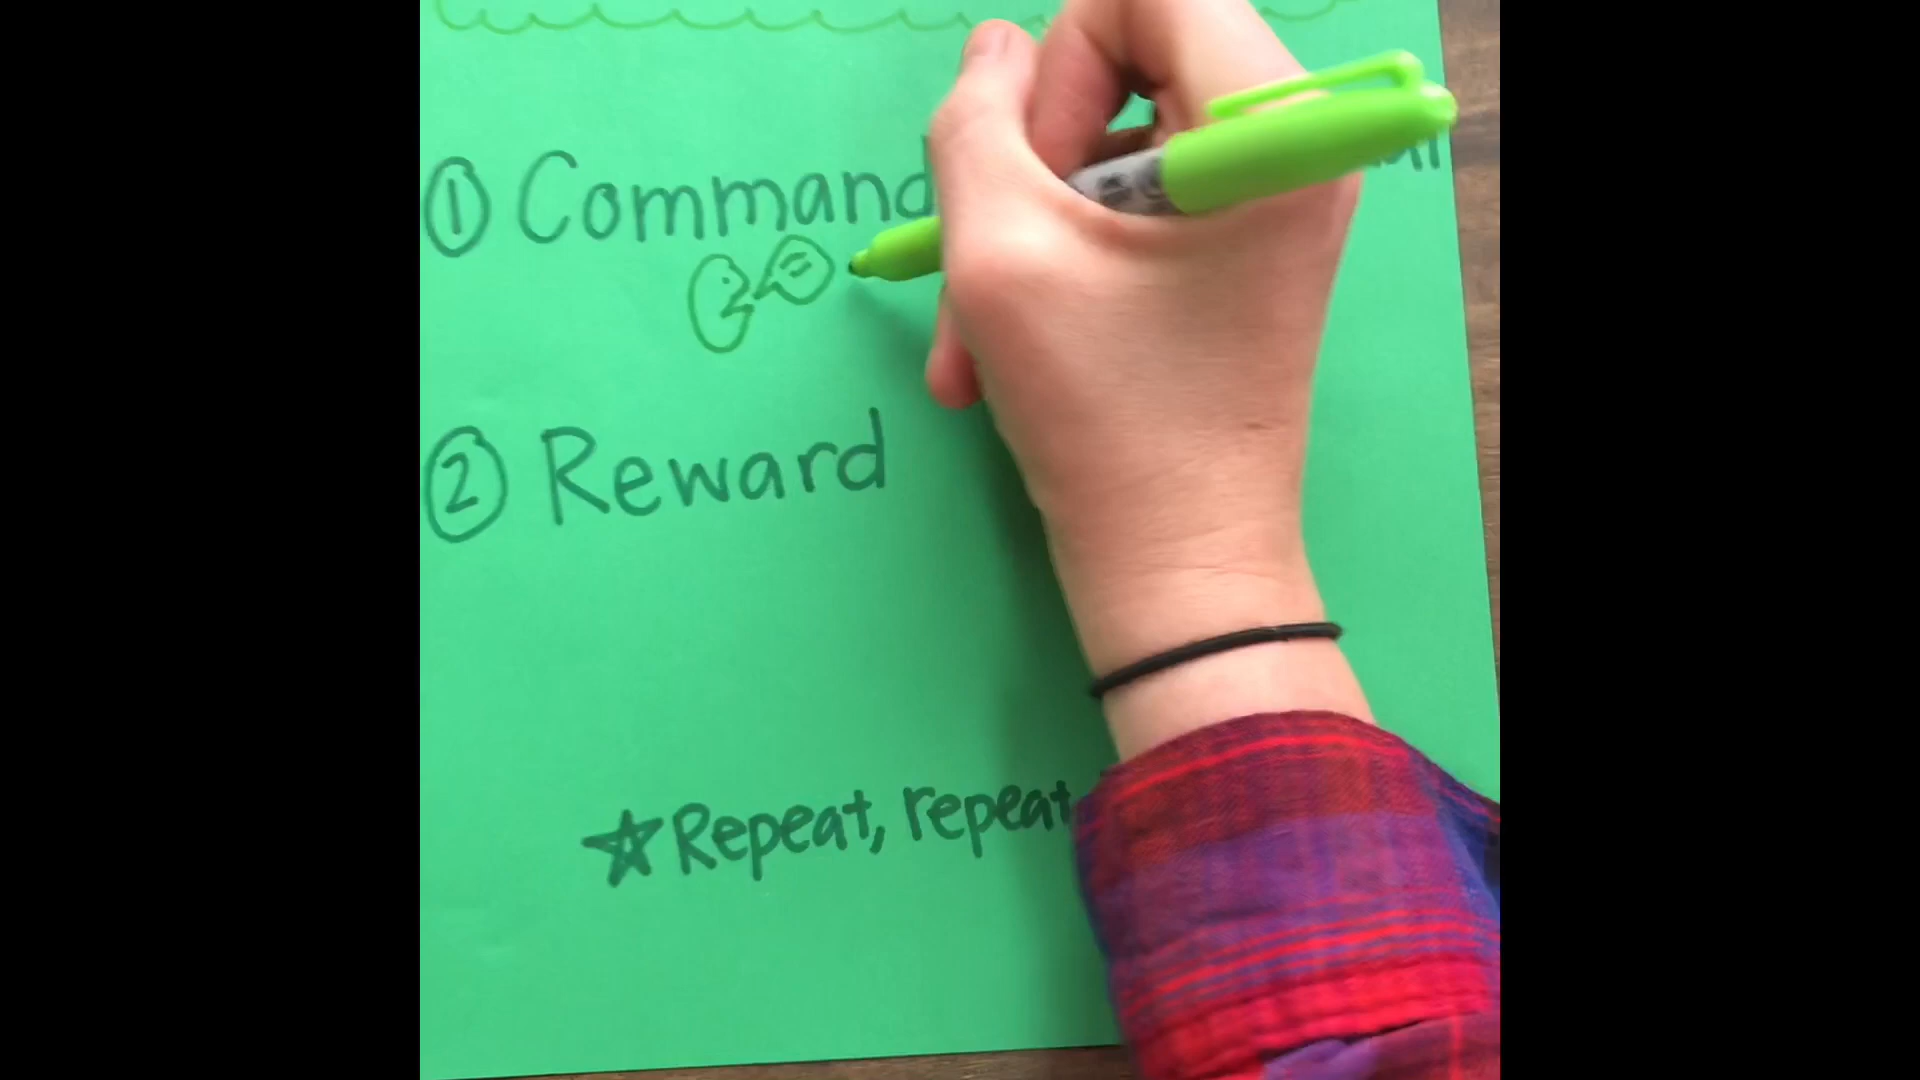 ① Command
② Reward
☆ Repeat, repeat